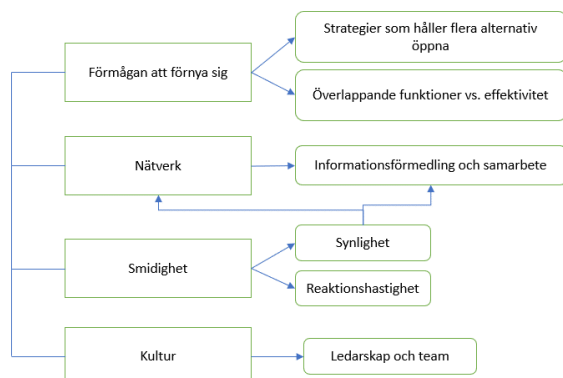 Strategier som håller flera alternativ
öppna
Förmågan att förnya sig
Överlappande funktioner vs. effektivitet
Nätverk
Informationsförmedling och samarbete
Synlighet
Smidighet
Reaktionshastighet
Kultur
Ledarskap och team